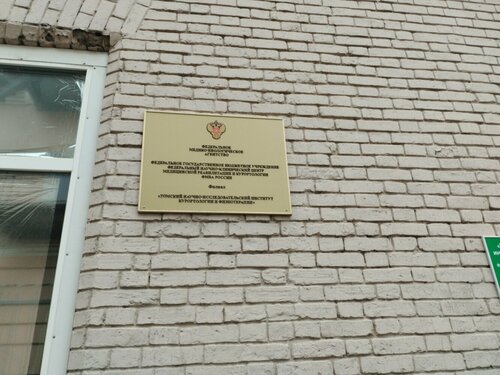 ФЕДЕРАЛЬНОЕ
МЕДИКО-БИОЛОГИЧЕСКОЕ
АГЕНТСТВО
ФЕДЕРАЛЬНОЕ ГОСУДАРСТВЕННОЕ БЮДЖЕТНОЕ УЧРЕЖДЕНИЕ
ФЕДЕРАЛЬНЫЙ НАУЧНО-КЛИНИЧЕСКИЙ ЦЕНТР
МЕДИЦИНСКОЙ РЕАБИЛИТАЦИИ И КУРОРТОЛОГИИ
ФМБА РОССИИ
Филиал
«ТОМСКИЙ НАУЧНО-ИССЛЕДОВАТЕЛЬСКИЙ ИНСТИТУТ
КУРОРТОЛОГИИ И ФИЗИОТЕРАПИИ»